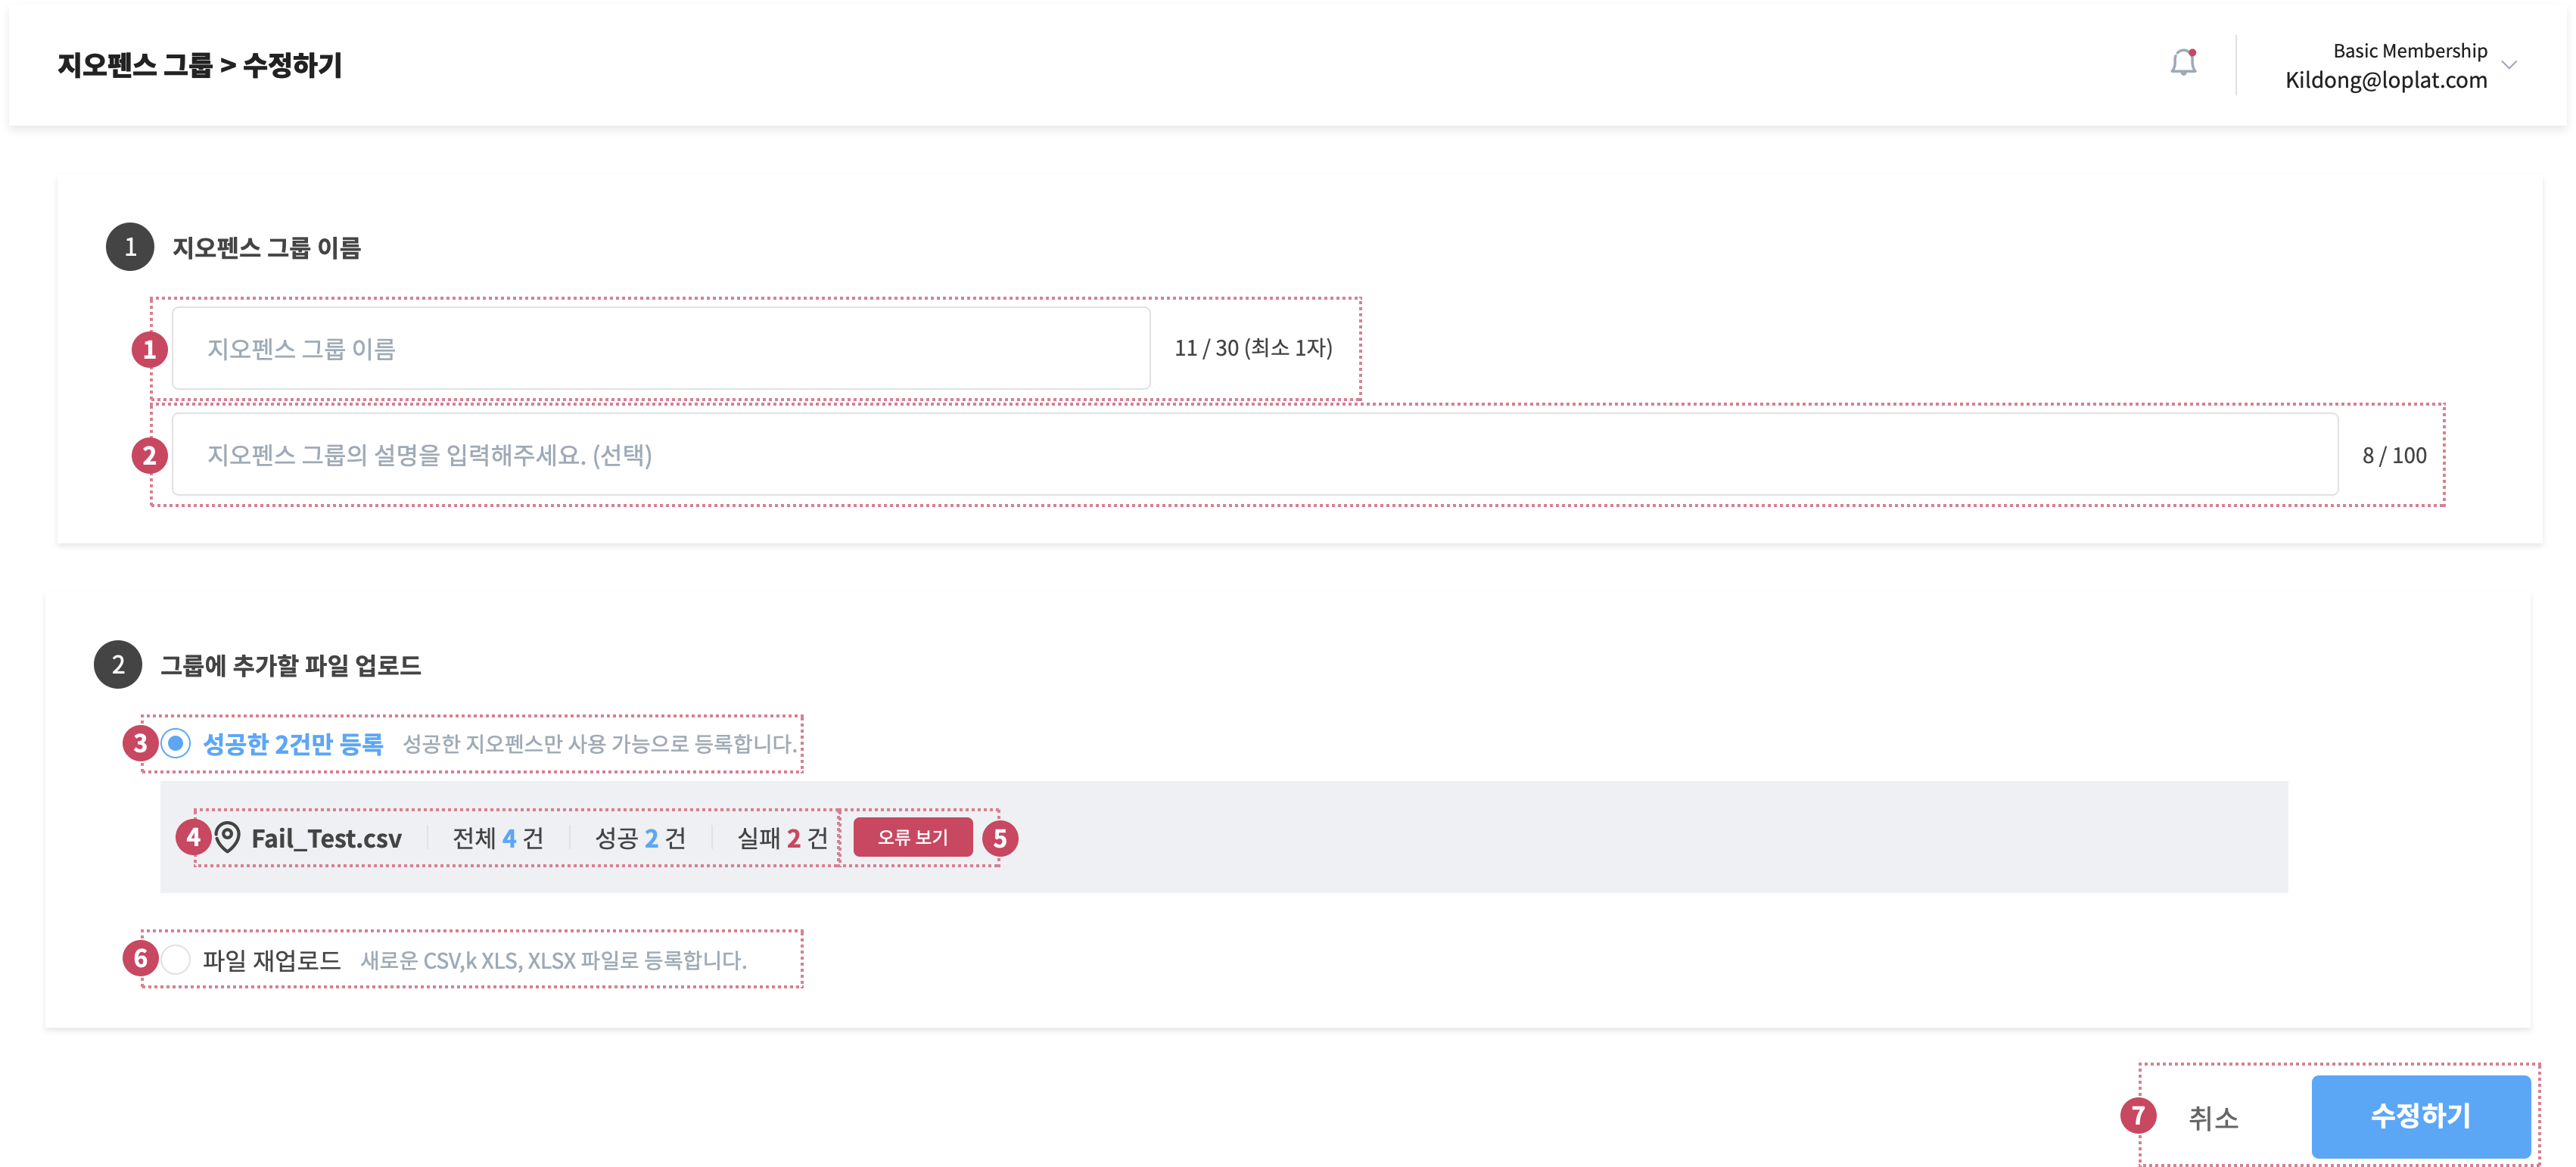 지오펜스 그룹 > 수정하기
Basic Membership
Kildong@loplat.com
1 지오펜스 그룹 이름
1 지오펜스 그룹 이름 11 / 30 (최소 1자)
2 지오펜스 그룹의 설명을 입력해주세요. (선택) 8 / 100
2 그룹에 추가할 파일 업로드
3 성공한 2건만 등록 성공한 지오펜스만 사용 가능으로 등록합니다.
4 Fail_Test.csv 전체 4 건 성공 2 건 실패 2 건 오류 보기 5
6 파일 재업로드 새로운 CSV,k XLS, XLSX 파일로 등록합니다.
7 취소 수정하기